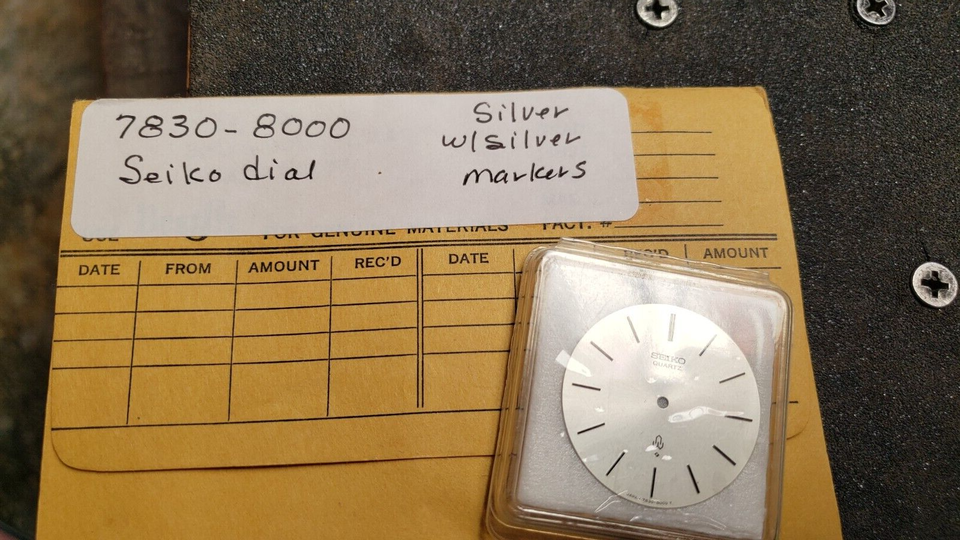 7830-8000
Seiko dial
Silver
w/silver
markers
FOR GENUINE MATERIALS FACT. #
DATE FROM AMOUNT REC'D DATE REC'D AMOUNT
SEIKO
QUARTZ